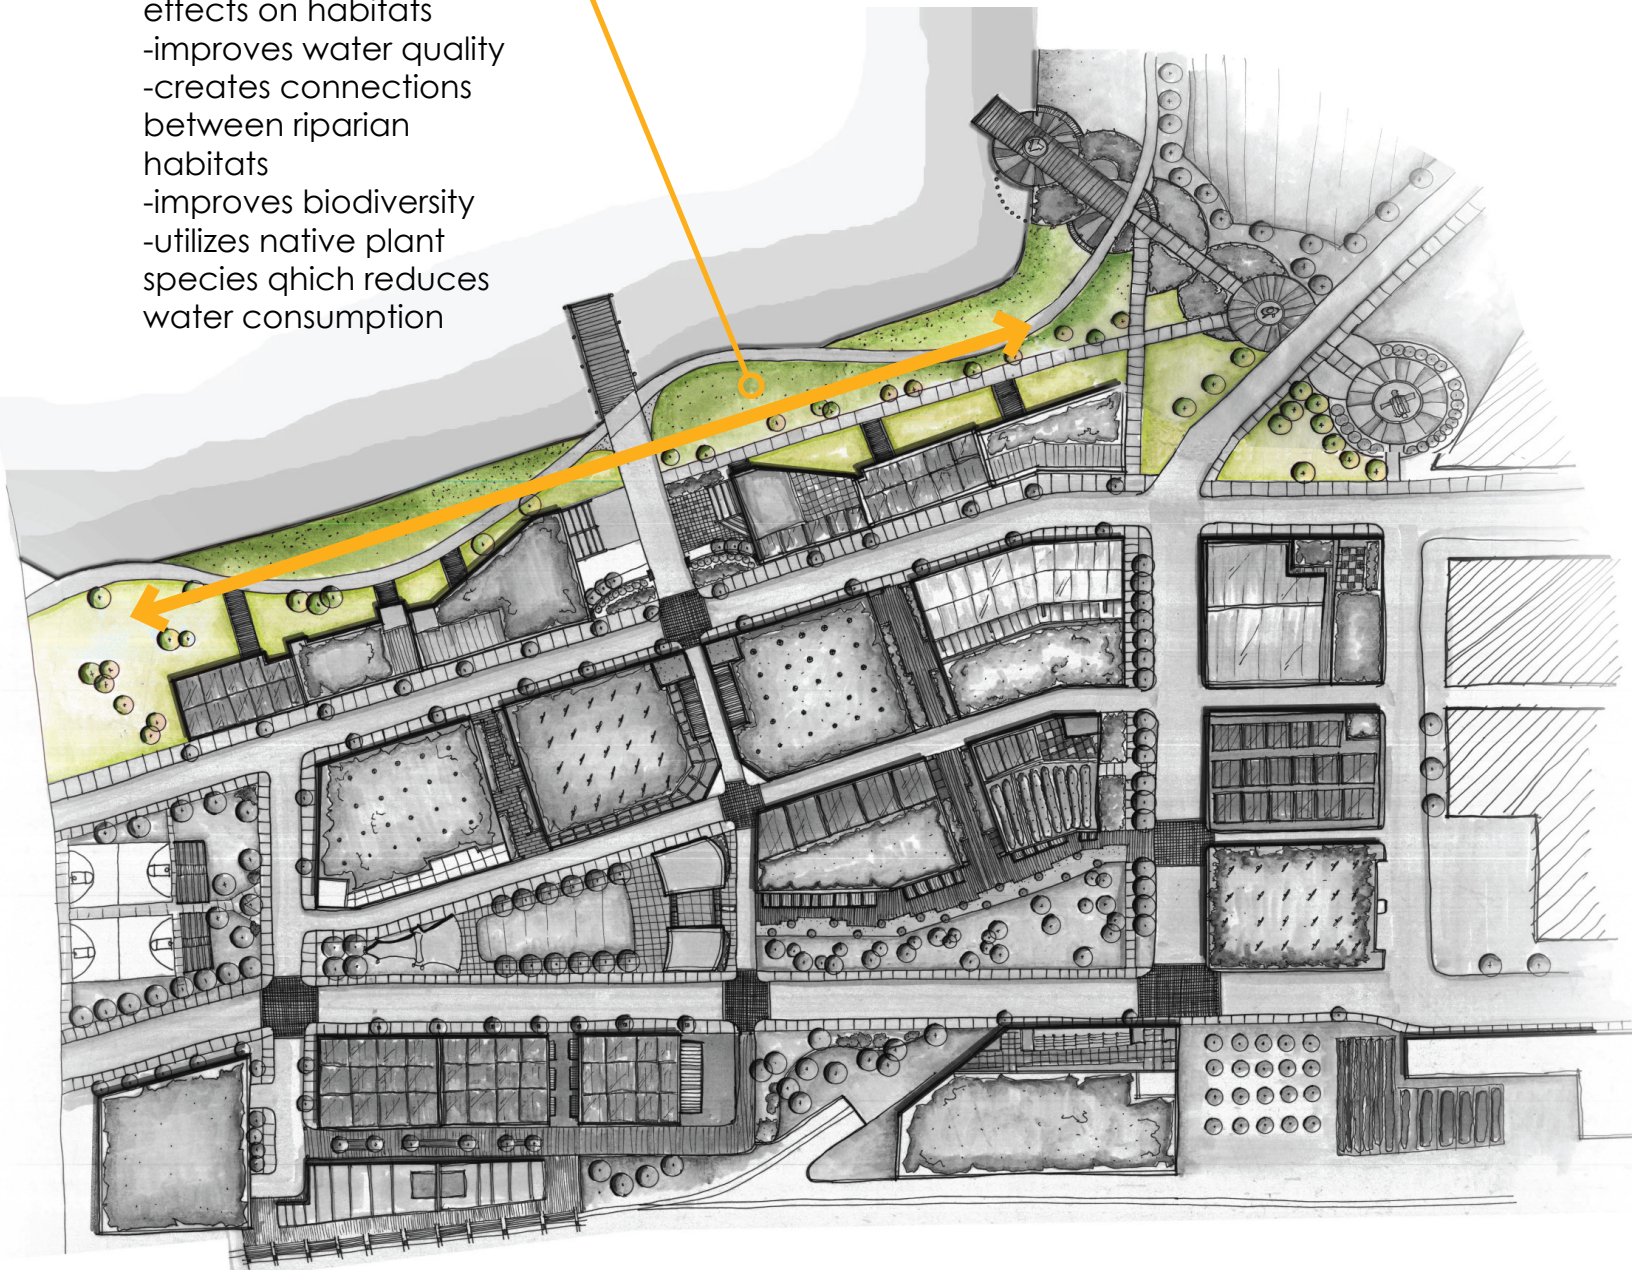 effects on habitats
-improves water quality
-creates connections
between riparian
habitats
-improves biodiversity
-utilizes native plant
species qhich reduces
water consumption